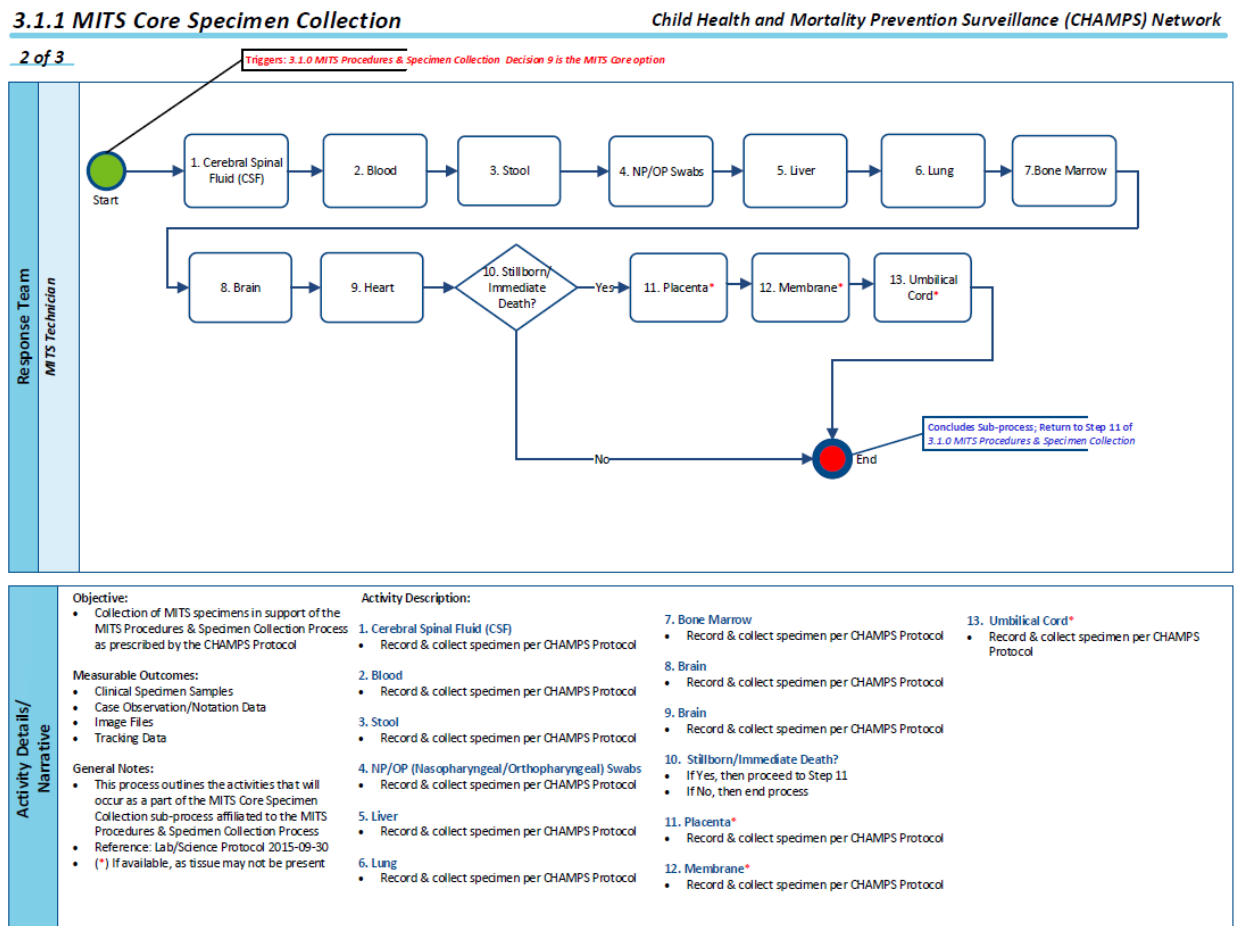 3.1.1 MITS Core Specimen Collection
Child Health and Mortality Prevention Surveillance (CHAMPS) Network
2 of 3
Triggers: 3.1.0 MITS Procedures & Specimen Collection Decision 9 is the MITS Core option
Response Team
MITS Technician
Start
1. Cerebral Spinal
Fluid (CSF)
2. Blood
3. Stool
4. NP/OP Swabs
5. Liver
6. Lung
7.Bone Marrow
8. Brain
9. Heart
10. Stillborn/
Immediate
Death?
Yes
11. Placenta*
12. Membrane*
13. Umbilical
Cord*
No
End
Concludes Sub-process; Return to Step 11 of
3.1.0 MITS Procedures & Specimen Collection
Activity Details/
Narrative
Objective:
• Collection of MITS specimens in support of the
MITS Procedures & Specimen Collection Process
as prescribed by the CHAMPS Protocol
Measurable Outcomes:
• Clinical Specimen Samples
• Case Observation/Notation Data
• Image Files
• Tracking Data
General Notes:
• This process outlines the activities that will
occur as a part of the MITS Core Specimen
Collection sub-process affiliated to the MITS
Procedures & Specimen Collection Process
• Reference: Lab/Science Protocol 2015-09-30
• (*) If available, as tissue may not be present
Activity Description:
1. Cerebral Spinal Fluid (CSF)
• Record & collect specimen per CHAMPS Protocol
2. Blood
• Record & collect specimen per CHAMPS Protocol
3. Stool
• Record & collect specimen per CHAMPS Protocol
4. NP/OP (Nasopharyngeal/Orthopharyngeal) Swabs
• Record & collect specimen per CHAMPS Protocol
5. Liver
• Record & collect specimen per CHAMPS Protocol
6. Lung
• Record & collect specimen per CHAMPS Protocol
7. Bone Marrow
• Record & collect specimen per CHAMPS Protocol
8. Brain
• Record & collect specimen per CHAMPS Protocol
9. Brain
• Record & collect specimen per CHAMPS Protocol
10. Stillborn/Immediate Death?
• If Yes, then proceed to Step 11
• If No, then end process
11. Placenta*
• Record & collect specimen per CHAMPS Protocol
12. Membrane*
• Record & collect specimen per CHAMPS Protocol
13. Umbilical Cord*
• Record & collect specimen per CHAMPS
Protocol